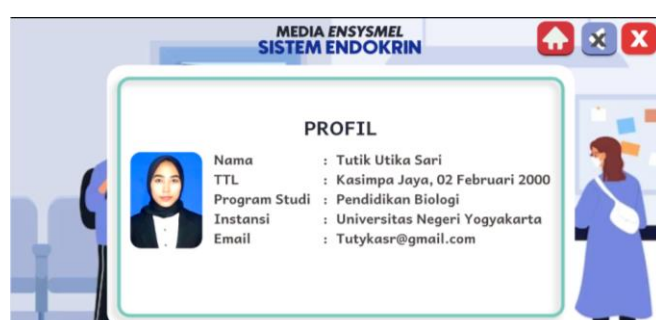 MEDIA ENSYSMEL
SISTEM ENDOKRIN
X
PROFIL
Nama : Tutik Utika Sari
TTL : Kasimpa Jaya, 02 Februari 2000
Program Studi : Pendidikan Biologi
Instansi : Universitas Negeri Yogyakarta
Email : Tutykasr@gmail.com